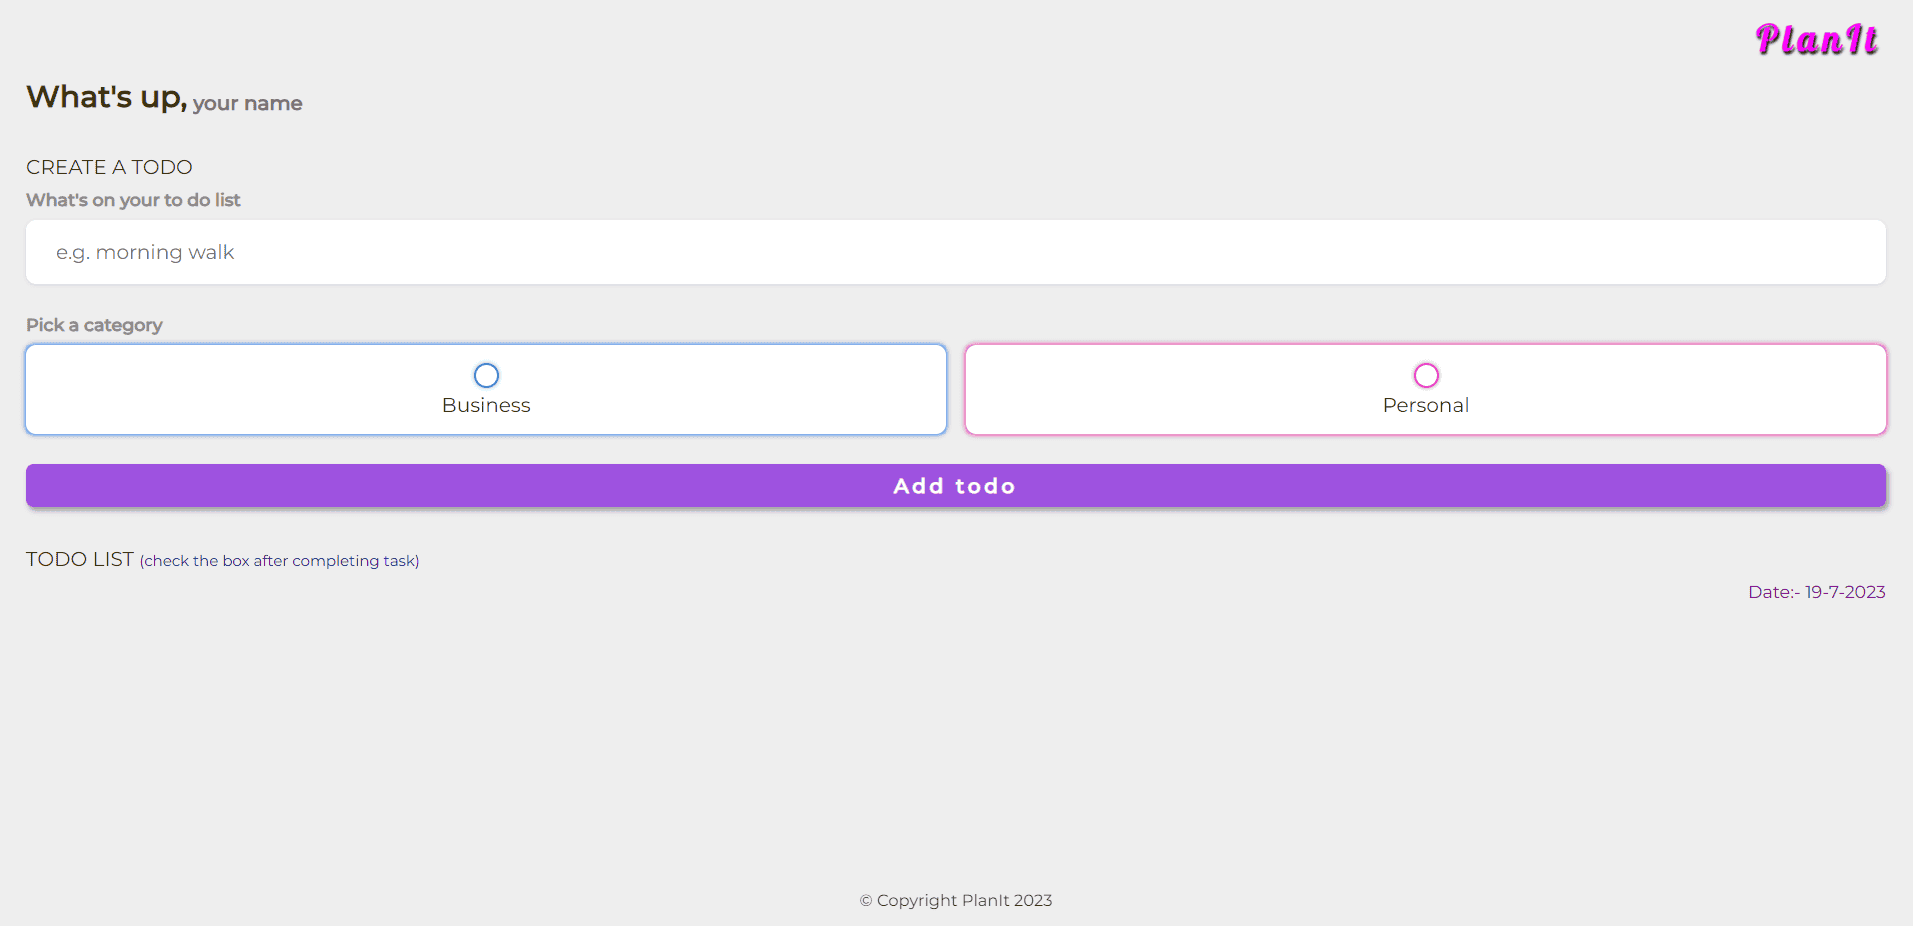 PlanIt
What's up, your name
CREATE A TODO
What's on your to do list
e.g. morning walk
Pick a category
Business
Personal
Add todo
TODO LIST (check the box after completing task)
Date:- 19-7-2023
© Copyright PlanIt 2023